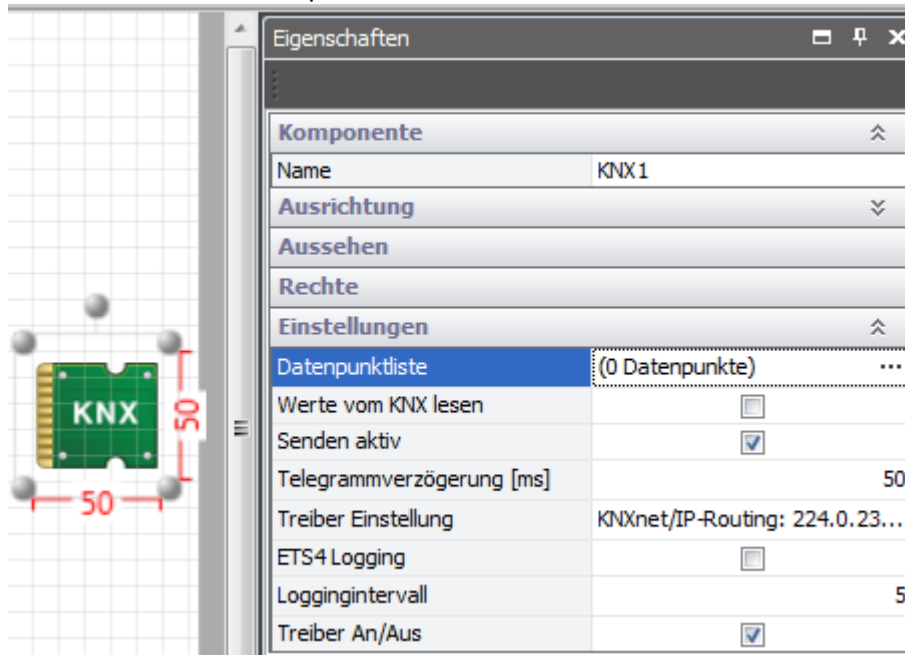 Eigenschaften
Komponente
Name KNX1
Ausrichtung
Aussehen
Rechte
Einstellungen
Datenpunktliste (0 Datenpunkte) ...
Werte vom KNX lesen
Senden aktiv
Telegrammverzögerung [ms] 50
Treiber Einstellung KNXnet/IP-Routing: 224.0.23...
ETS4 Logging
Loggingintervall 5
Treiber An/Aus
KNX
50
50